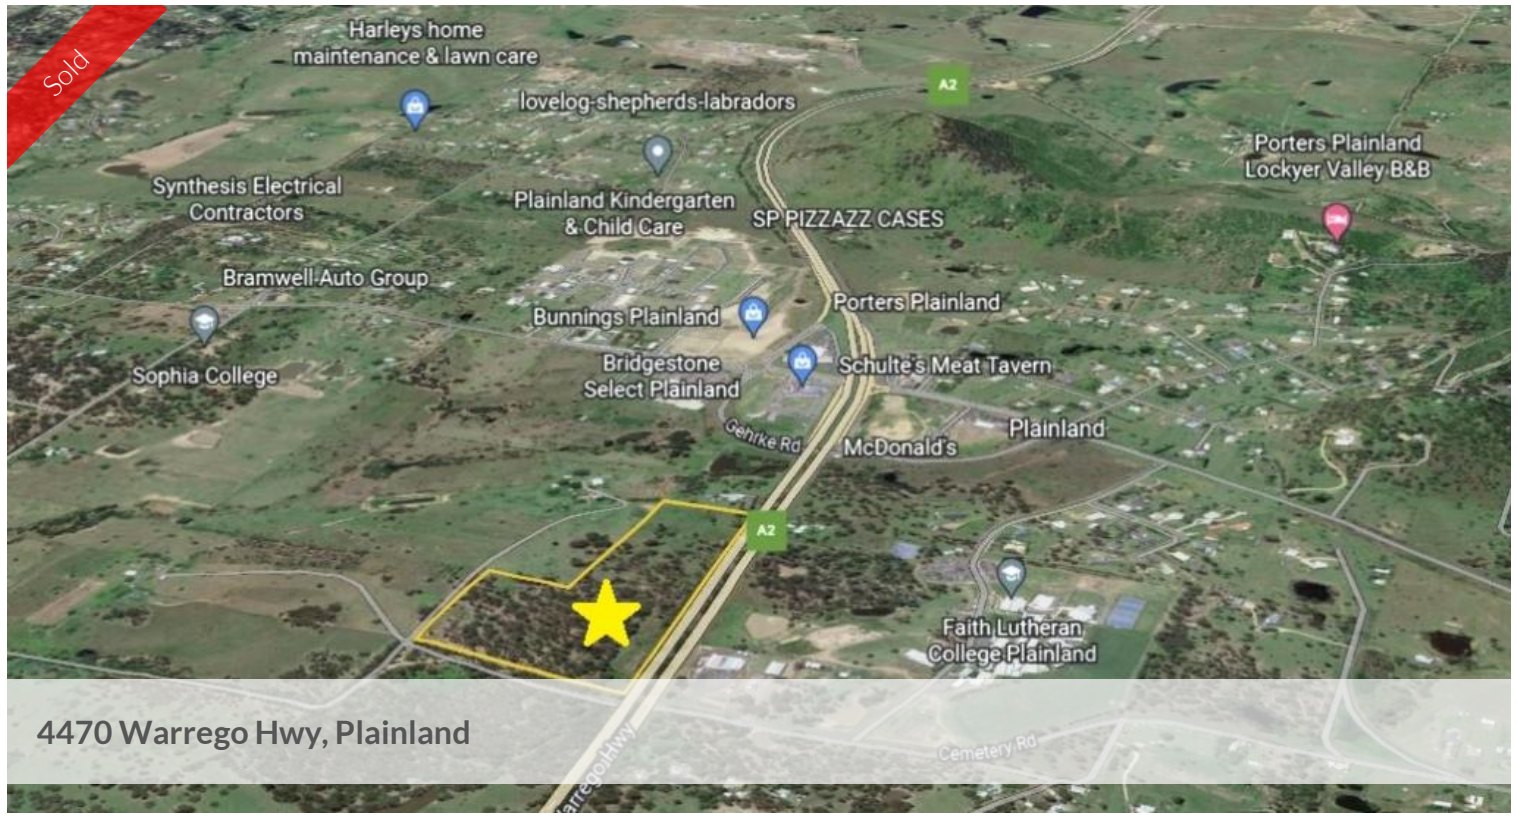 Sold
Harleys home
maintenance & lawn care
A2
lovelog-shepherds-labradors
Porters Plainland
Lockyer Valley B&B
Synthesis Electrical
Contractors
Plainland Kindergarten
& Child Care
SP PIZZAZZ CASES
Bramwell Auto Group
Porters Plainland
Bunnings Plainland
Bridgestone
Select Plainland
Schulte's Meat Tavern
Sophia College
Gehrke Rd
McDonald's
Plainland
A2
Faith Lutheran
College Plainland
4470 Warrego Hwy, Plainland
Warrego Hwy
Cemetery Rd